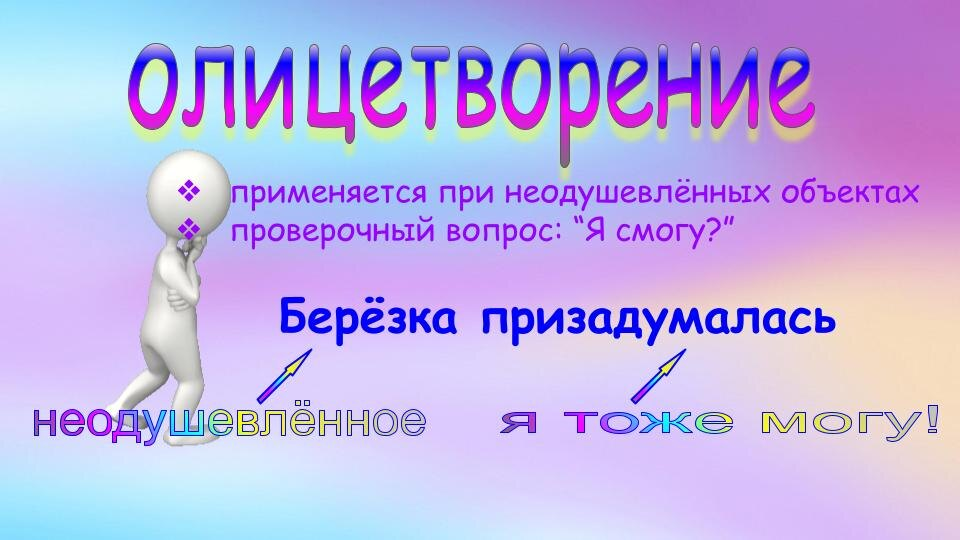 олицетворение
❖ применяется при неодушевлённых объектах
❖ проверочный вопрос: “Я смогу?”
Берёзка призадумалась
неодушевлённое я тоже могу!